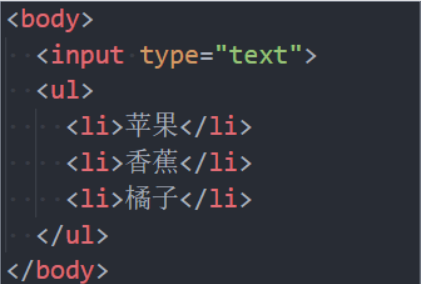 <body>
<input type="text">
<ul>
<li>苹果</li>
<li>香蕉</li>
<li>橘子</li>
</ul>
</body>